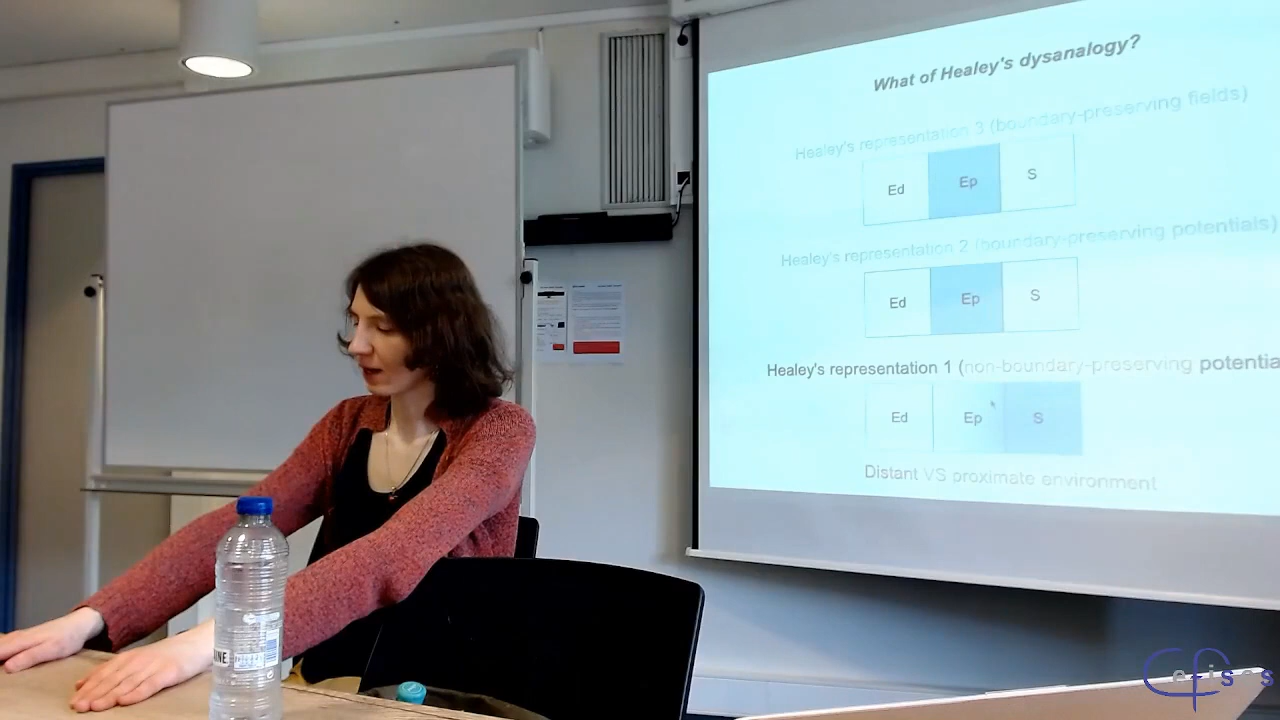 What of Healey's dysanalogy?
Healey's representation 3 (boundary-preserving fields)
Ed Ep S
Healey's representation 2 (boundary-preserving potentials)
Ed Ep S
Healey's representation 1 (non-boundary-preserving potentia
Ed Ep S
Distant VS proximate environment
Cefises